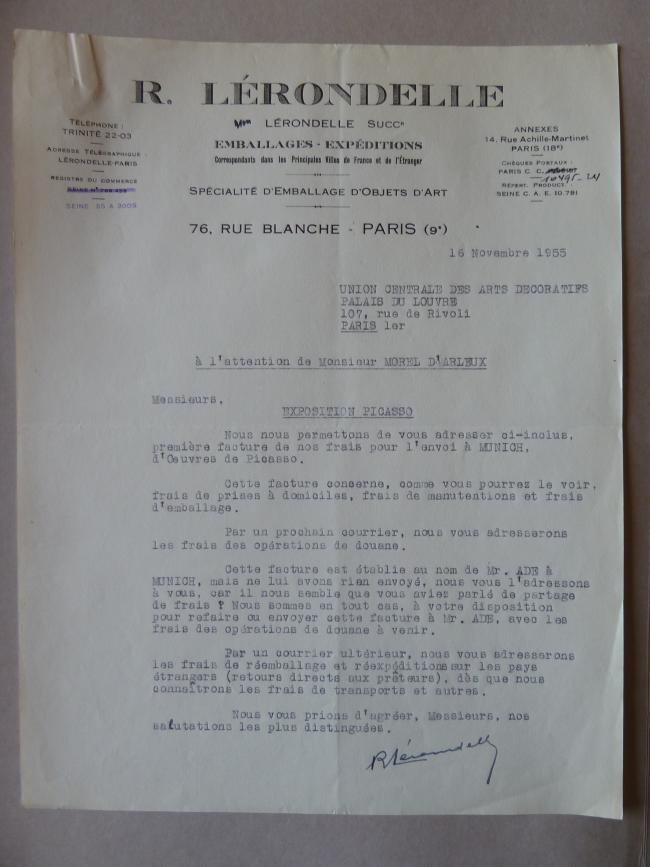 R. LÉRONDELLE
Mme LÉRONDELLE SUCCR
EMBALLAGES - EXPÉDITIONS
Correspondants dans les Principales Villes de France et de l'Étranger
SPÉCIALITÉ D'EMBALLAGE D'OBJETS D'ART
76, RUE BLANCHE - PARIS (9e)
TÉLÉPHONE :
TRINITÉ 22-03
ADRESSE TÉLÉGRAPHIQUE :
LÉRONDELLE-PARIS
REGISTRE DU COMMERCE
SEINE 55 A 2009
ANNEXES
14, RUE ACHILLE-MARTINET
PARIS (18e)
CHÈQUES POSTAUX :
PARIS C. C.
10495-24
RÉPERT. PRODUCT.
SEINE C. A. E. 10.791
16 Novembre 1955
UNION CENTRALE DES ARTS DECORATIFS
PALAIS DU LOUVRE
107, rue de Rivoli
PARIS 1er
à l'attention de Monsieur MOREL D'ARLEUX
Messieurs,
EXPOSITION PICASSO
Nous nous permettons de vous adresser ci-inclus,
première facture de nos frais pour l'envoi à MUNICH,
d'Oeuvres de Picasso.
Cette facture concerne, comme vous pourrez le voir,
frais de prises à domiciles, frais de manutentions et frais
d'emballage.
Par un prochain courrier, nous vous adresserons
les frais des opérations de douane.
Cette facture est établie au nom de Mr. ADE à
MUNICH, mais ne lui avons rien envoyé, nous vous l'adressons
à vous, car il nous semble que vous aviez parlé de partage
de frais ? Nous sommes en tout cas, à votre disposition
pour refaire ou envoyer cette facture à Mr. ADE, avec les
frais des opérations de douane à venir.
Par un courrier ultérieur, nous vous adresserons
les frais de réemballage et réexpéditions sur les pays
étrangers (retours directs aux prêteurs), dès que nous
connaîtrons les frais de transports et autres.
Nous vous prions d'agréer, Messieurs, nos
salutations les plus distinguées.
R Lérondelle